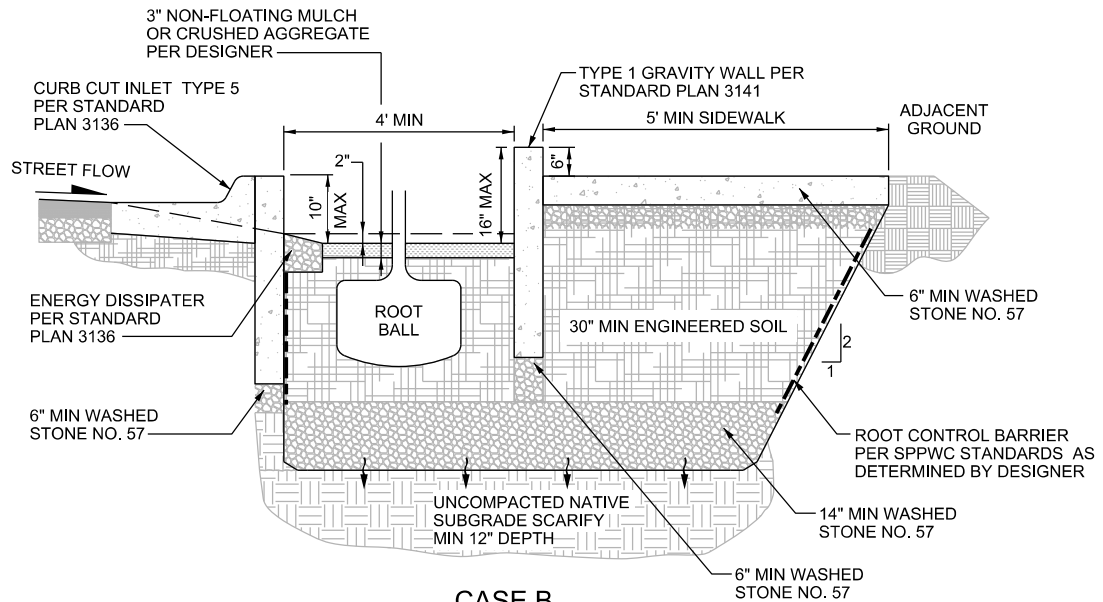 3" NON-FLOATING MULCH
OR CRUSHED AGGREGATE
PER DESIGNER
CURB CUT INLET TYPE 5
PER STANDARD
PLAN 3136
TYPE 1 GRAVITY WALL PER
STANDARD PLAN 3141
4' MIN
5' MIN SIDEWALK
ADJACENT
GROUND
STREET FLOW
2"
10"
MAX
16" MAX
6"
ENERGY DISSIPATER
PER STANDARD
PLAN 3136
ROOT
BALL
30" MIN ENGINEERED SOIL
6" MIN WASHED
STONE NO. 57
2
1
6" MIN WASHED
STONE NO. 57
ROOT CONTROL BARRIER
PER SPPWC STANDARDS AS
DETERMINED BY DESIGNER
UNCOMPACTED NATIVE
SUBGRADE SCARIFY
MIN 12" DEPTH
14" MIN WASHED
STONE NO. 57
6" MIN WASHED
STONE NO. 57
CASE B